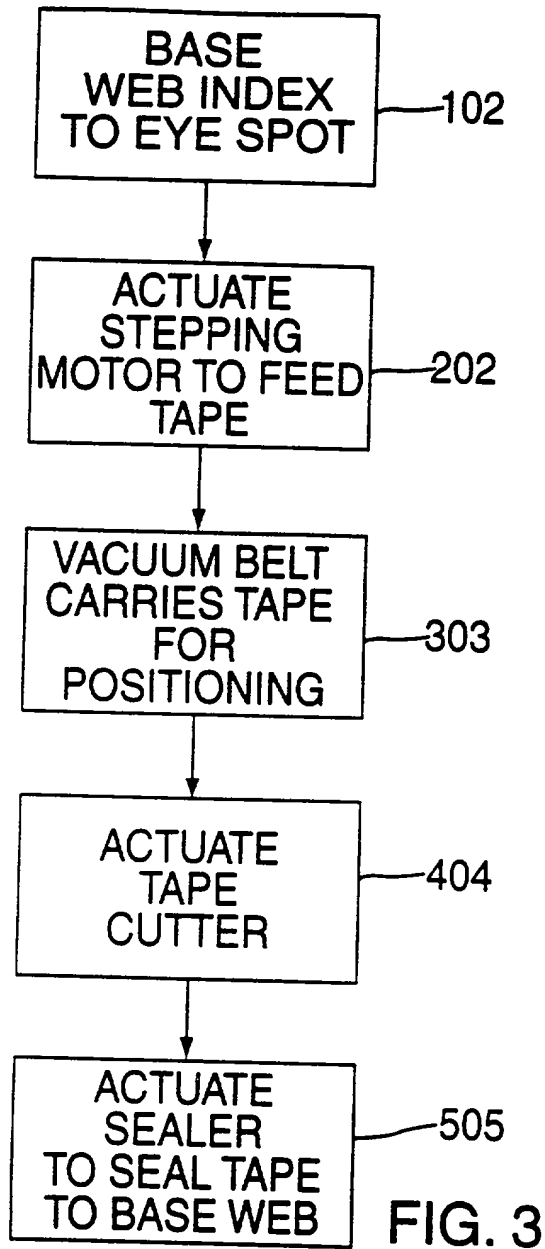 BASE
WEB INDEX
TO EYE SPOT
102
ACTUATE
STEPPING
MOTOR TO FEED
TAPE
202
VACUUM BELT
CARRIES TAPE
FOR
POSITIONING
303
ACTUATE
TAPE
CUTTER
404
ACTUATE
SEALER
TO SEAL TAPE
TO BASE WEB
505
FIG. 3